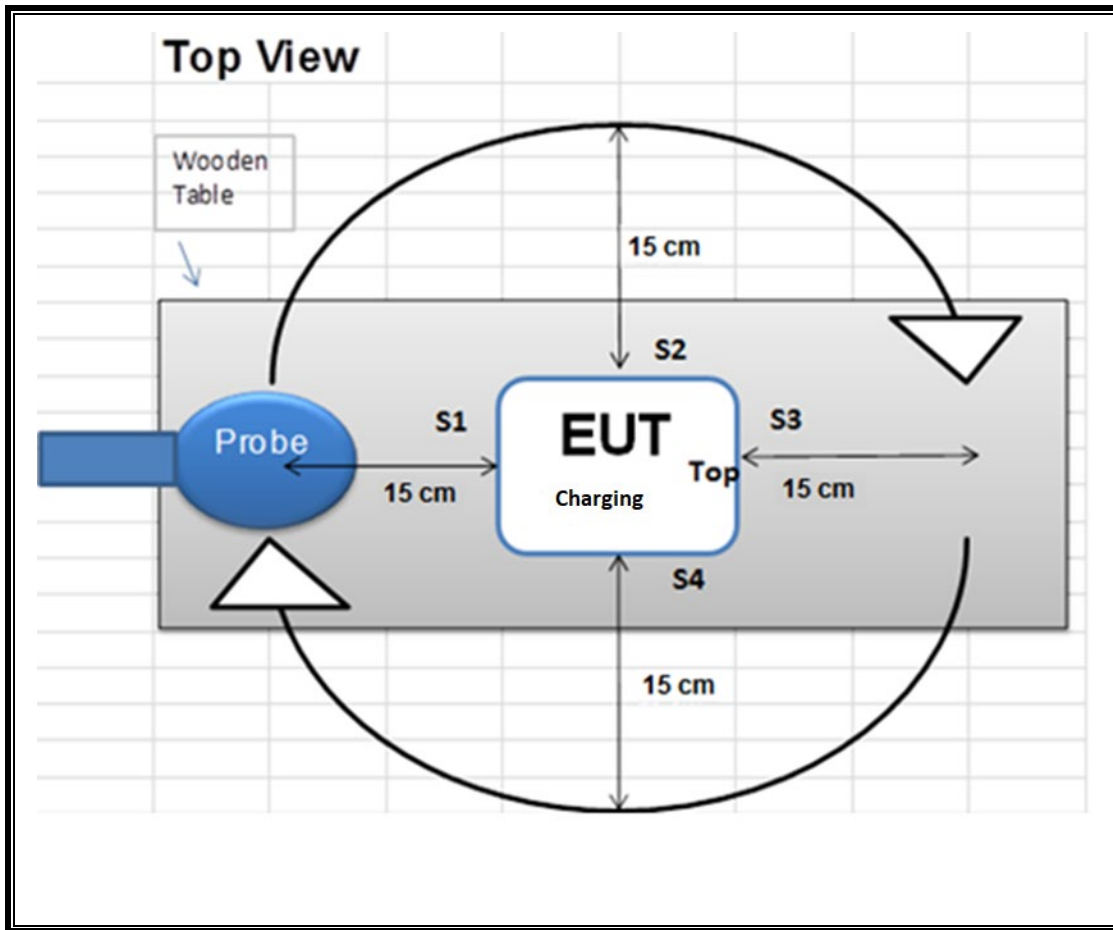 Top View
Wooden
Table
15 cm
S2
S1
S3
EUT
Probe
Top
15 cm
Charging
15 cm
S4
15 cm